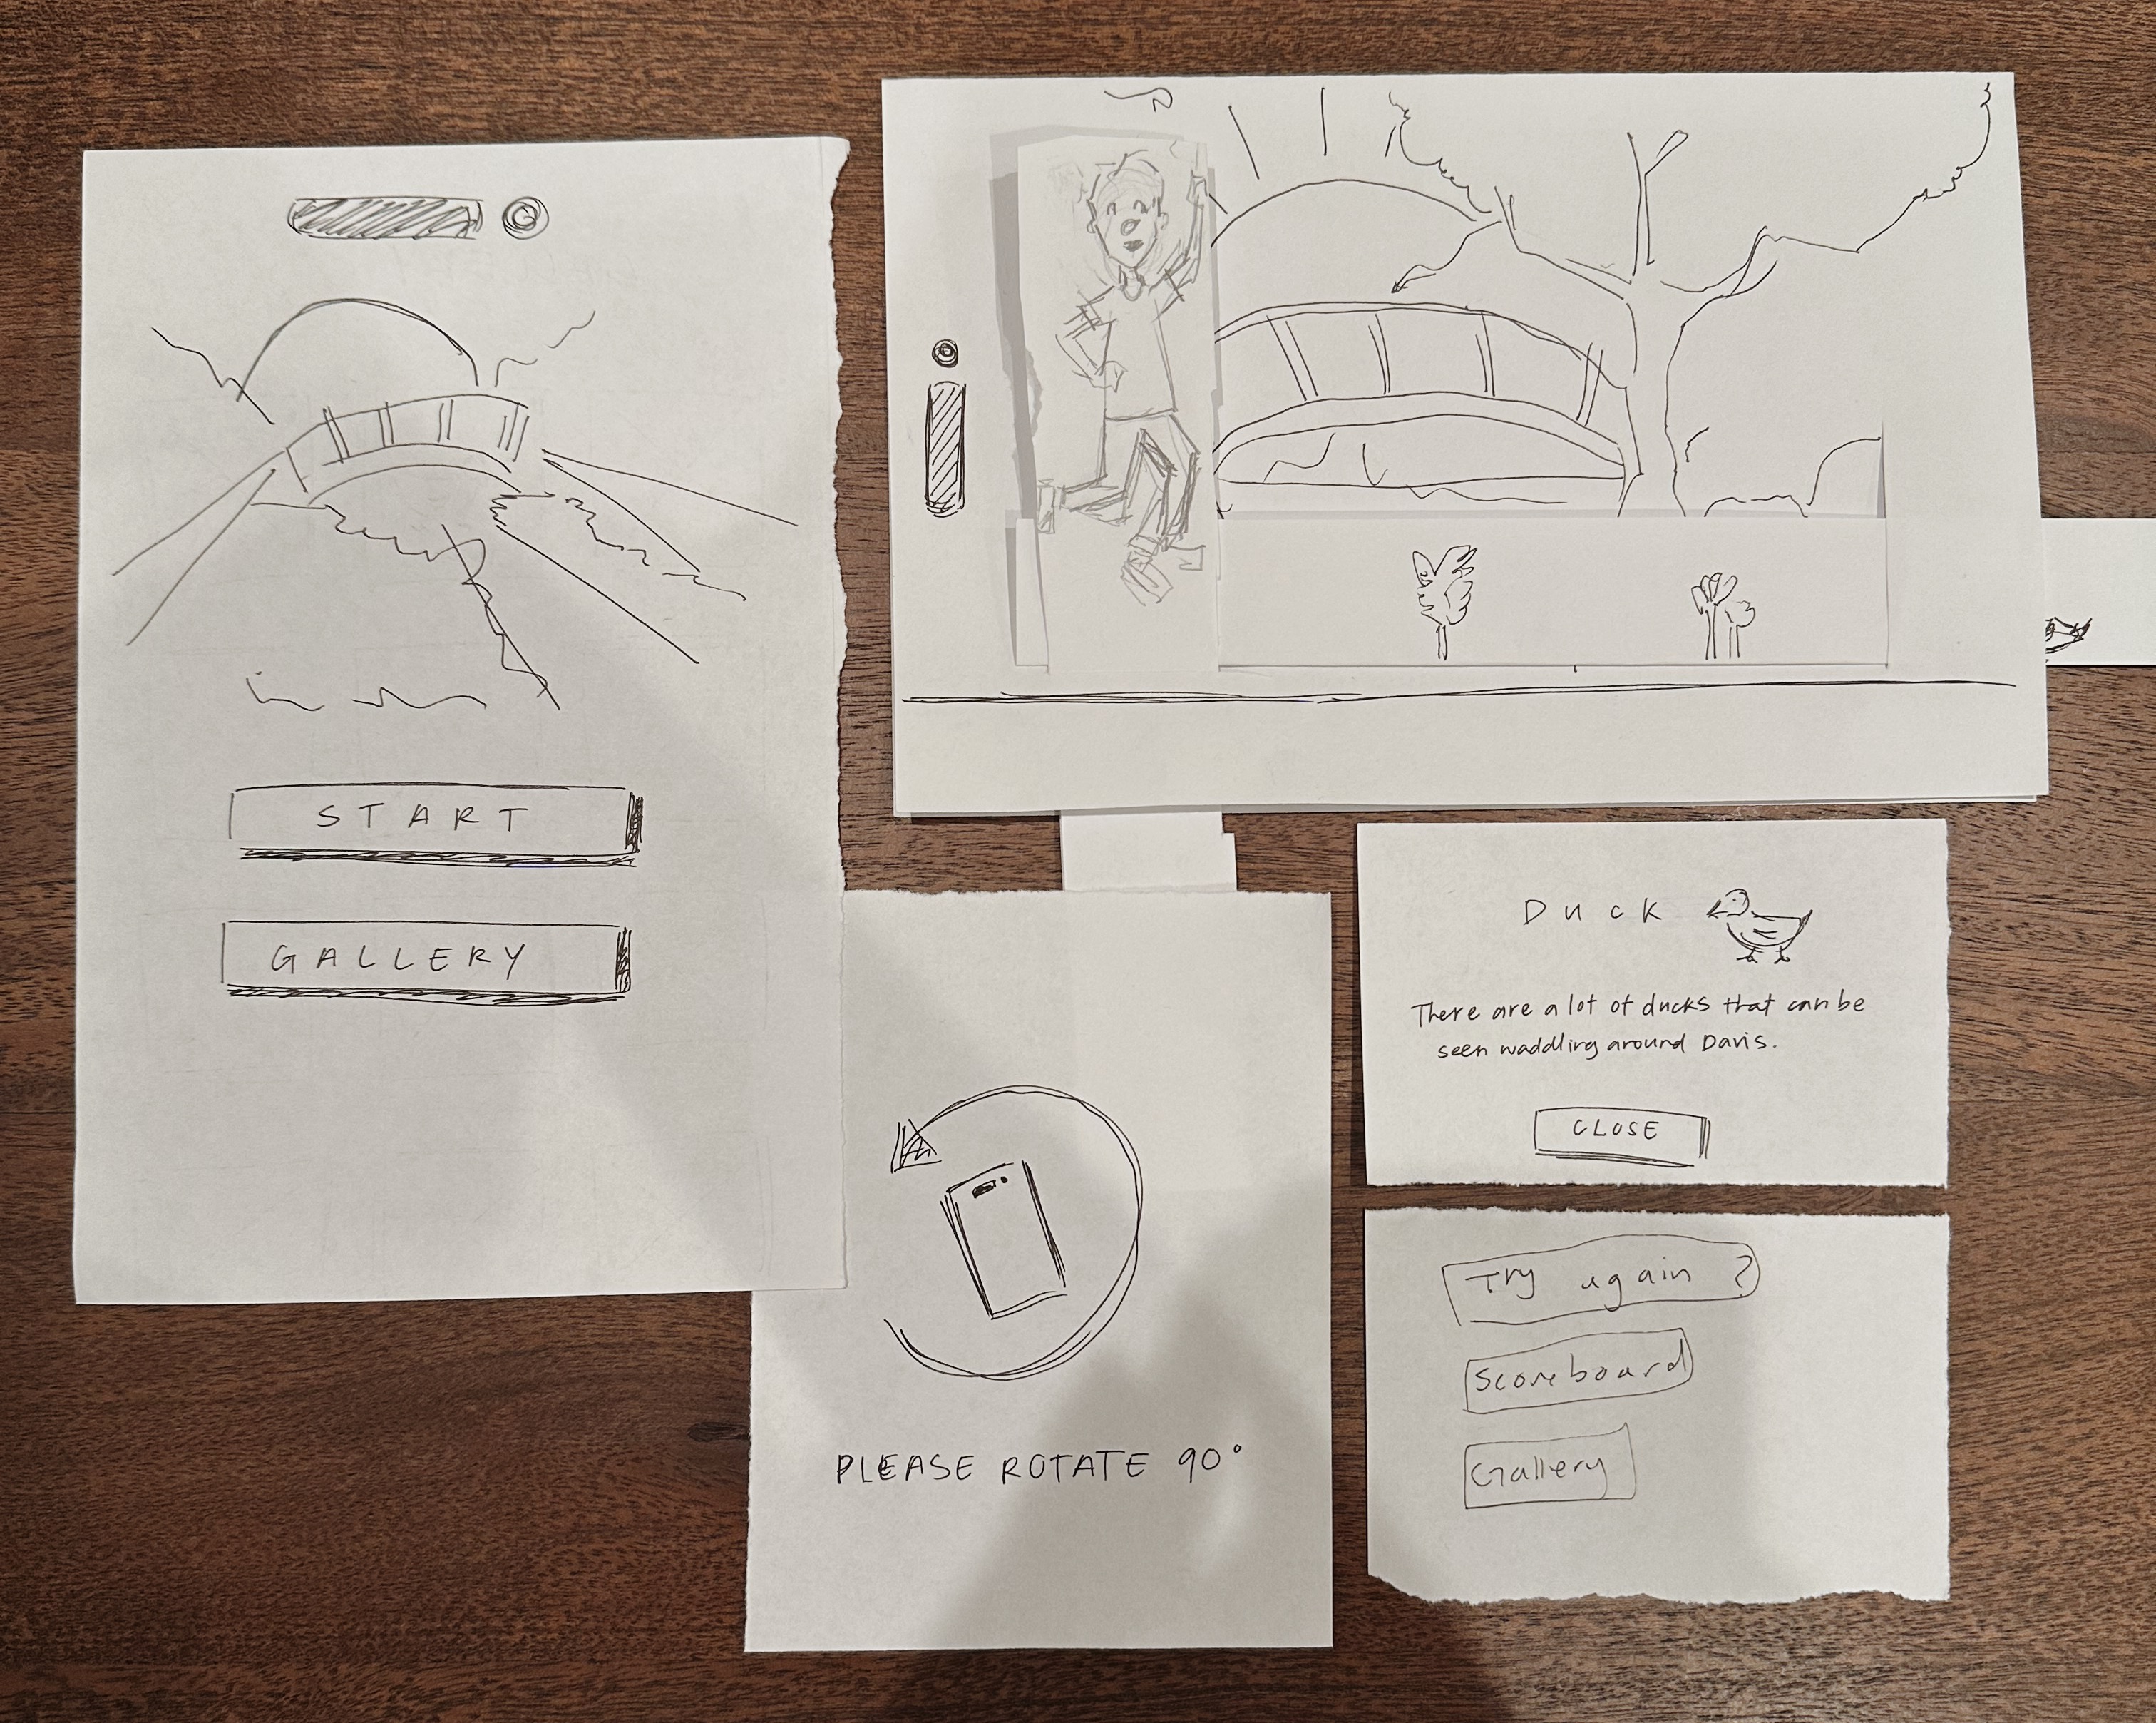 START
GALLERY
DUCK
There are a lot of ducks that can be
seen waddling around Davis.
CLOSE
PLEASE ROTATE 90°
Try again ?
Scoreboard
Gallery